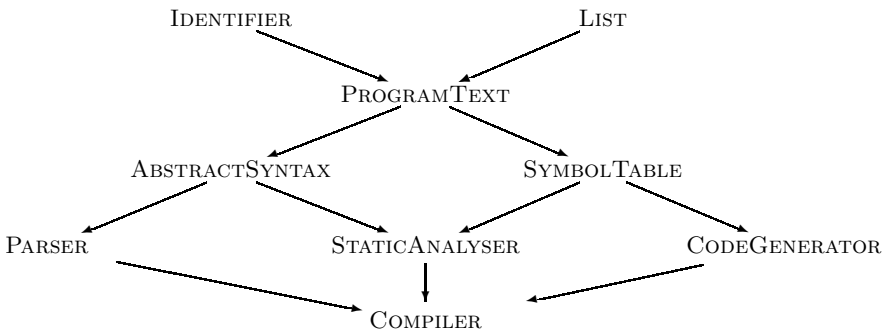 IDENTIFIER LIST
PROGRAMTEXT
ABSTRACTSYNTAX SYMBOLTABLE
PARSER STATICANALYSER CODEGENERATOR
COMPILER